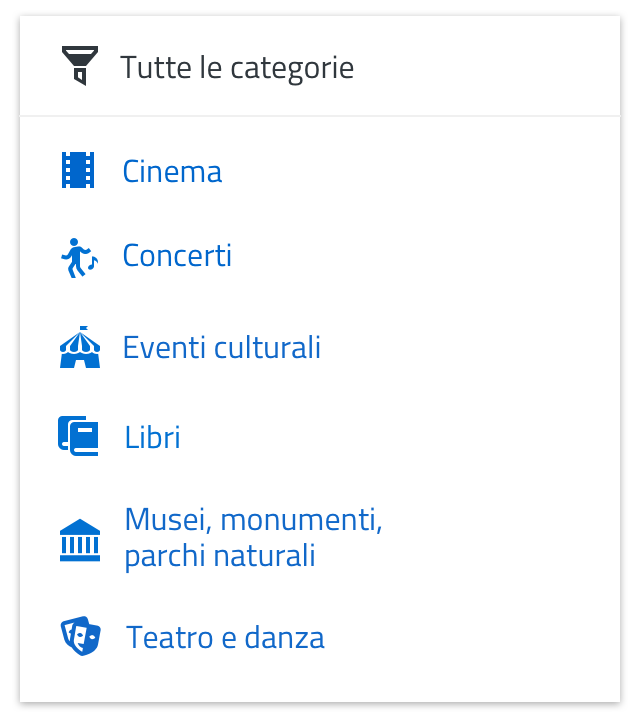 Tutte le categorie
Cinema
Concerti
Eventi culturali
Libri
Musei, monumenti,
parchi naturali
Teatro e danza